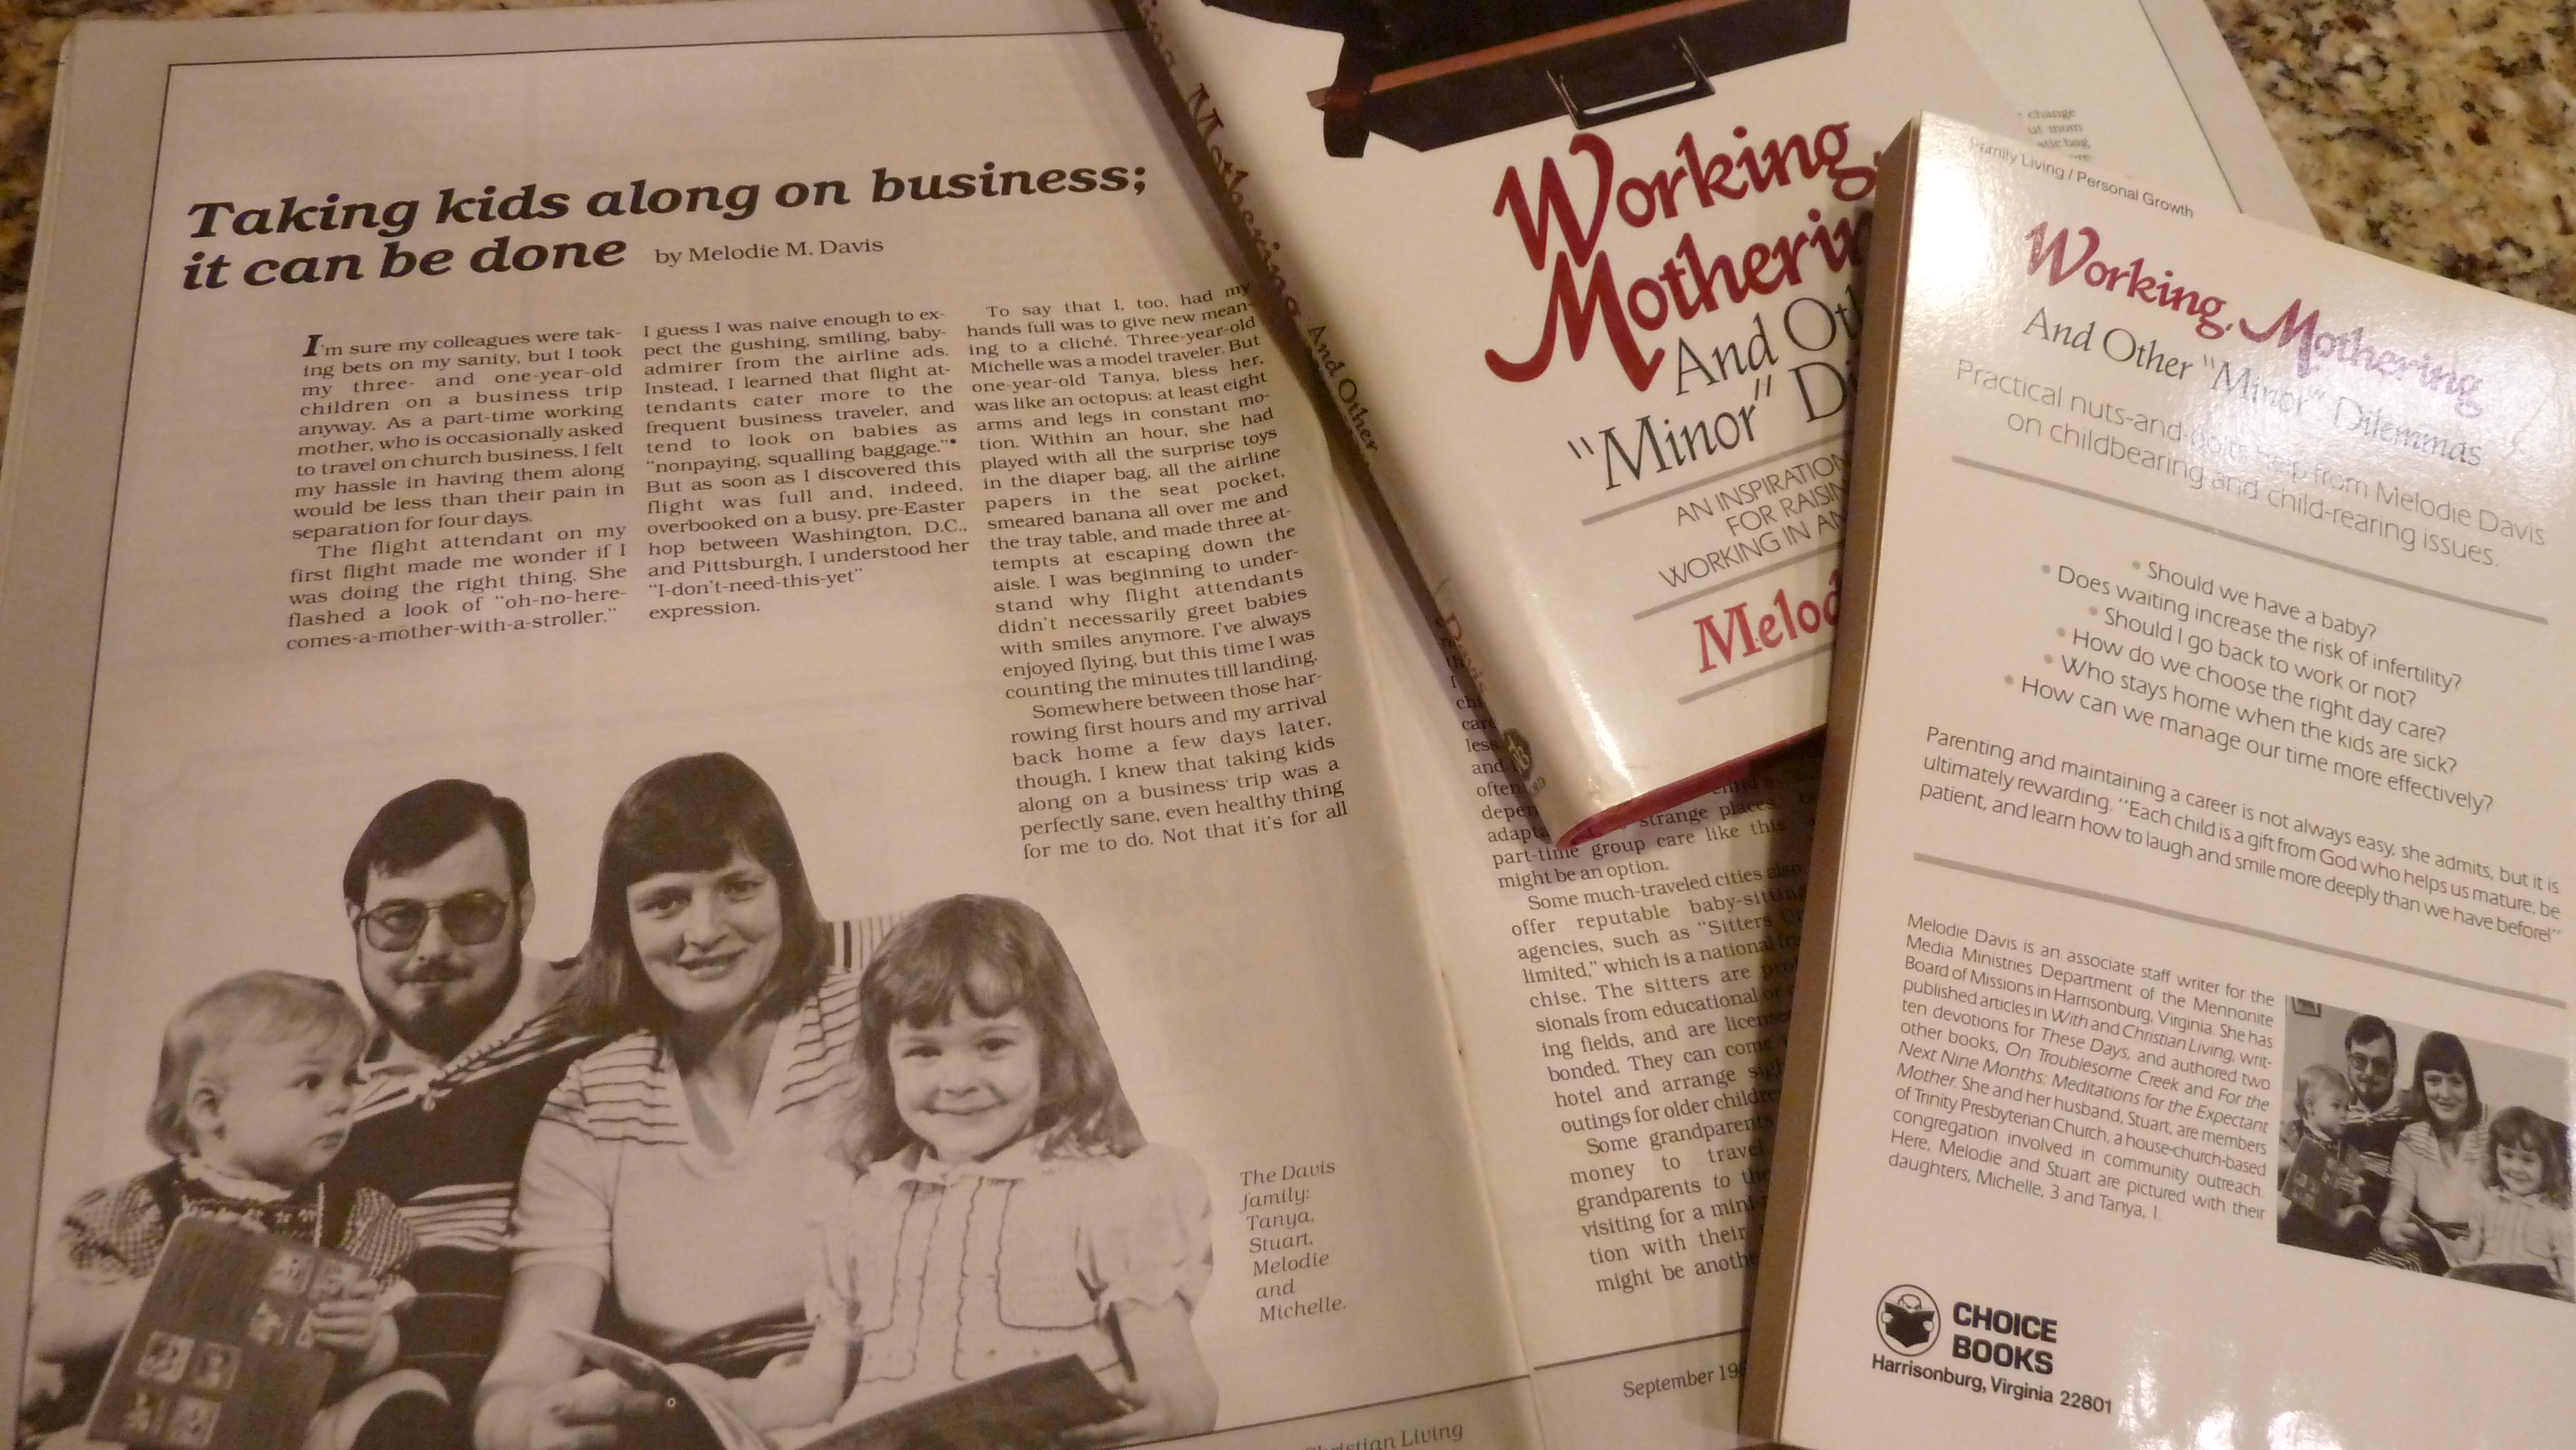 Taking kids along on business;
it can be done by Melodie M. Davis
I'm sure my colleagues were tak-
ing bets on my sanity, but I took
my three- and one-year-old
children on a business trip
anyway. As a part-time working
mother, who is occasionally asked
to travel on church business, I felt
my hassle in having them along
would be less than their pain in
separation for four days.
The flight attendant on my
first flight made me wonder if I
was doing the right thing. She
flashed a look of "oh-no-here-
comes-a-mother-with-a-stroller."
I guess I was naive enough to ex-
pect the gushing, smiling, baby-
admirer from the airline ads.
Instead, I learned that flight at-
tendants cater more to the
frequent business traveler, and
tend to look on babies as
"nonpaying, squalling baggage."*
But as soon as I discovered this
flight was full and, indeed,
overbooked on a busy, pre-Easter
hop between Washington, D.C.,
and Pittsburgh, I understood her
"I-don't-need-this-yet"
expression.
To say that I, too, had my
hands full was to give new mean-
ing to a cliché. Three-year-old
Michelle was a model traveler. But
one-year-old Tanya, bless her,
was like an octopus: at least eight
arms and legs in constant mo-
tion. Within an hour, she had
played with all the surprise toys
in the diaper bag, all the airline
papers in the seat pocket,
smeared banana all over me and
the tray table, and made three at-
tempts at escaping down the
aisle. I was beginning to under-
stand why flight attendants
didn't necessarily greet babies
with smiles anymore. I've always
enjoyed flying, but this time I was
counting the minutes till landing.
Somewhere between those har-
rowing first hours and my arrival
back home a few days later,
though, I knew that taking kids
along on a business trip was a
perfectly sane, even healthy thing
for me to do. Not that it's for all
The Davis
family:
Tanya,
Stuart,
Melodie
and
Michelle.
Christian Living
less
and
often
depen
adapta
strange places,
part-time group care like this
might be an option.
Some much-traveled cities also
offer reputable baby-sitting
agencies, such as "Sitters Un
limited," which is a national fra
chise. The sitters are pro
sionals from educational or
ing fields, and are licens
bonded. They can come
hotel and arrange sigh
outings for older childre
Some grandparents
money to travel
grandparents to the
visiting for a mini-
tion with their
might be anothe
September 19
change
ut mom
stic bag
Mothering And Other
Davis
Working,
Motherin
And Oth
"Minor" Di
AN INSPIRATION
FOR RAISIN
WORKING IN AN
Melod
Family Living / Personal Growth
Working, Mothering
And Other "Minor" Dilemmas
Practical nuts-and-bolts help from Melodie Davis
on childbearing and child-rearing issues.
• Should we have a baby?
• Does waiting increase the risk of infertility?
• Should I go back to work or not?
• How do we choose the right day care?
• Who stays home when the kids are sick?
• How can we manage our time more effectively?
Parenting and maintaining a career is not always easy, she admits, but it is
ultimately rewarding. "Each child is a gift from God who helps us mature, be
patient, and learn how to laugh and smile more deeply than we have before!"
Melodie Davis is an associate staff writer for the
Media Ministries Department of the Mennonite
Board of Missions in Harrisonburg, Virginia. She has
published articles in With and Christian Living, writ-
ten devotions for These Days, and authored two
other books, On Troublesome Creek and For the
Next Nine Months: Meditations for the Expectant
Mother. She and her husband, Stuart, are members
of Trinity Presbyterian Church, a house-church-based
congregation involved in community outreach.
Here, Melodie and Stuart are pictured with their
daughters, Michelle, 3 and Tanya, 1.
CHOICE
BOOKS
Harrisonburg, Virginia 22801